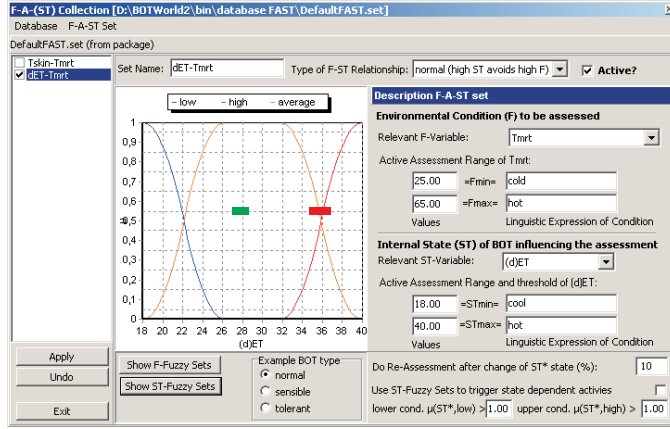 F-A-(ST) Collection [D:\BOTWorld2\bin\database FAST\DefaultFAST.set]
Database F-A-ST Set
DefaultFAST.set (from package)
Tskin-Tmrt
dET-Tmrt
Set Name: dET-Tmrt Type of F-ST Relationship: normal (high ST avoids high F) Active?
low high average
1
0,9
0,8
0,7
0,6
0,5
0,4
0,3
0,2
0,1
0
18 20 22 24 26 28 30 32 34 36 38 40
(d)ET
Description F-A-ST set
Environmental Condition (F) to be assessed
Relevant F-Variable: Tmrt
Active Assessment Range of Tmrt:
25.00 =Fmin= cold
65.00 =Fmax= hot
Values Linguistic Expression of Condition
Internal State (ST) of BOT influencing the assessment
Relevant ST-Variable: (d)ET
Active Assessment Range and threshold of (d)ET:
18.00 =STmin= cool
40.00 =STmax= hot
Values Linguistic Expression of Condition
Apply
Undo
Exit
Show F-Fuzzy Sets
Show ST-Fuzzy Sets
Example BOT type
normal
sensible
tolerant
Do Re-Assessment after change of ST* state (%): 10
Use ST-Fuzzy Sets to trigger state dependent activies
lower cond. µ(ST*,low) > 1.00 upper cond. µ(ST*,high) > 1.00